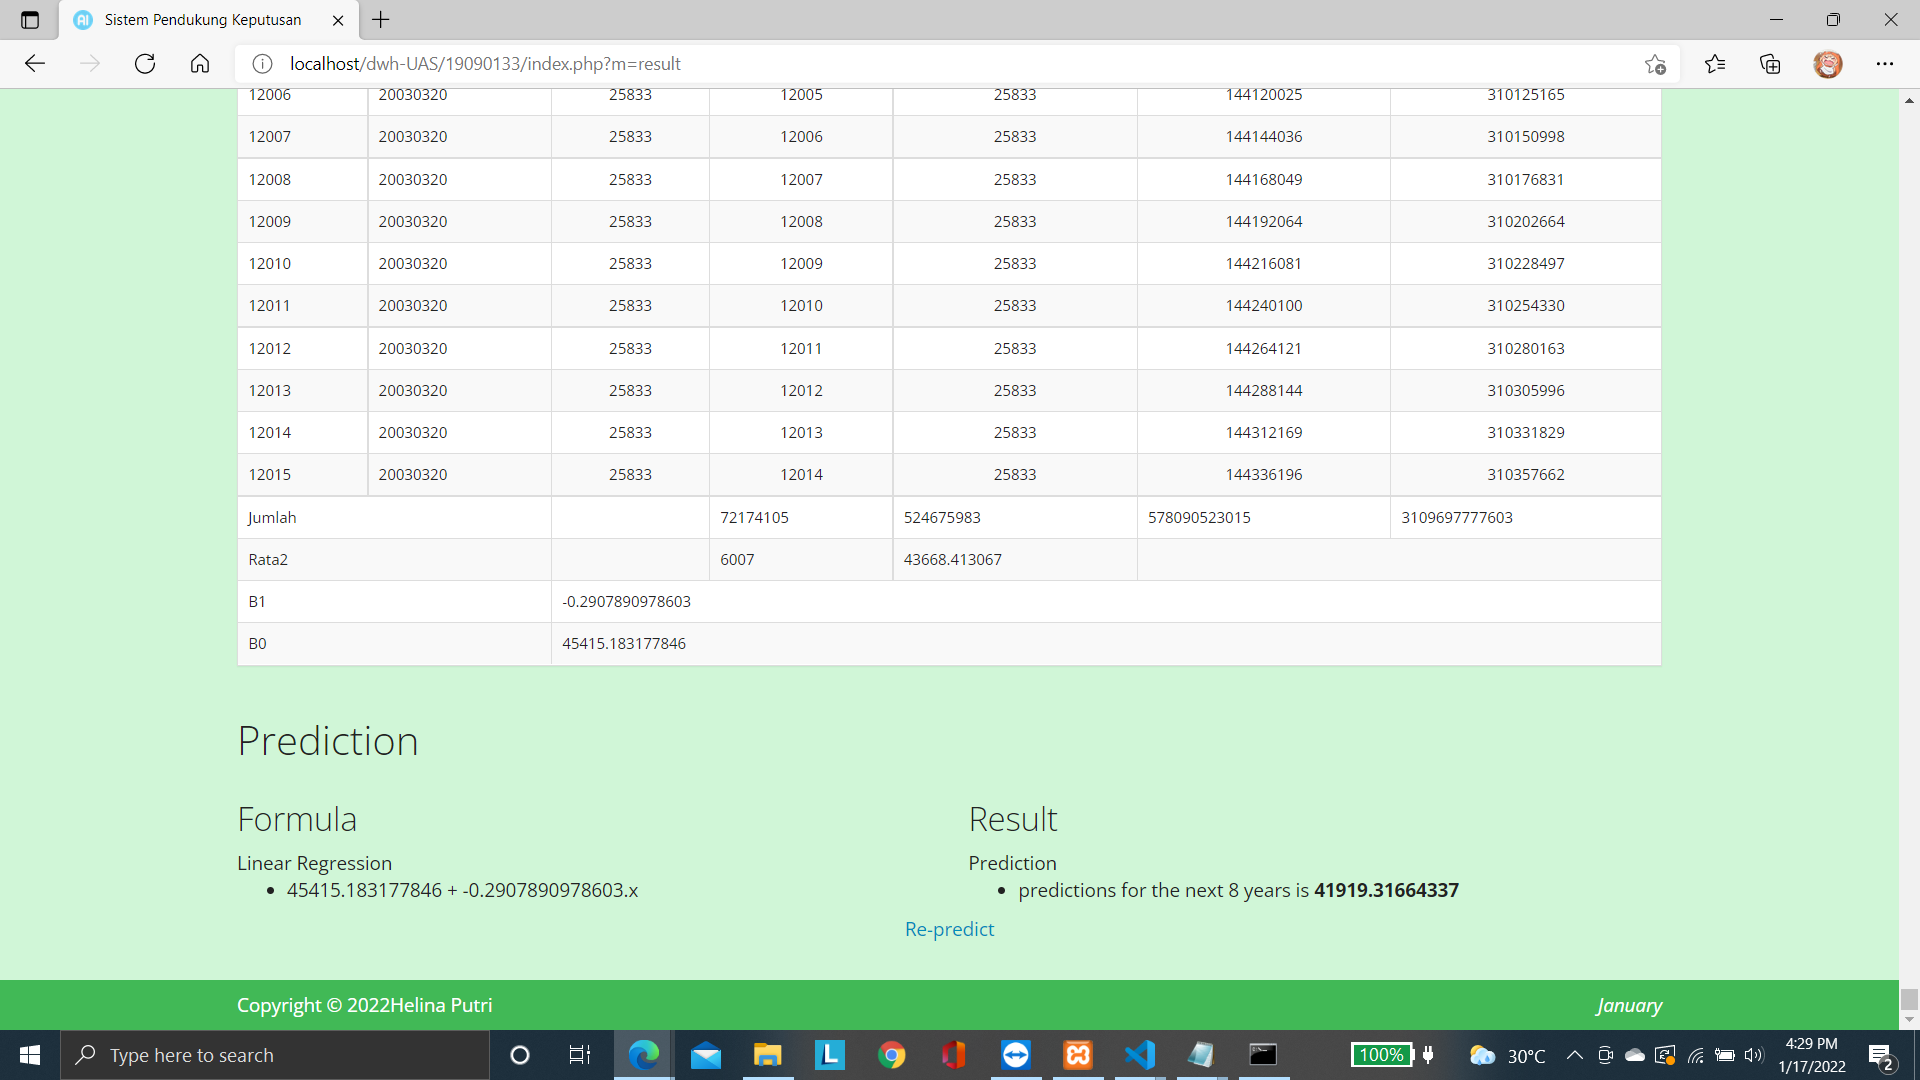 Sistem Pendukung Keputusan
localhost/dwh-UAS/19090133/index.php?m=result
12006 20030320 25833 12005 25833 144120025 310125165
12007 20030320 25833 12006 25833 144144036 310150998
12008 20030320 25833 12007 25833 144168049 310176831
12009 20030320 25833 12008 25833 144192064 310202664
12010 20030320 25833 12009 25833 144216081 310228497
12011 20030320 25833 12010 25833 144240100 310254330
12012 20030320 25833 12011 25833 144264121 310280163
12013 20030320 25833 12012 25833 144288144 310305996
12014 20030320 25833 12013 25833 144312169 310331829
12015 20030320 25833 12014 25833 144336196 310357662
Jumlah 72174105 524675983 578090523015 3109697777603
Rata2 6007 43668.413067
B1 -0.2907890978603
B0 45415.183177846
Prediction
Formula
Linear Regression
• 45415.183177846 + -0.2907890978603.x
Result
Prediction
• predictions for the next 8 years is 41919.31664337
Re-predict
Copyright © 2022Helina Putri
January
Type here to search
100%
30°C
4:29 PM
1/17/2022
2